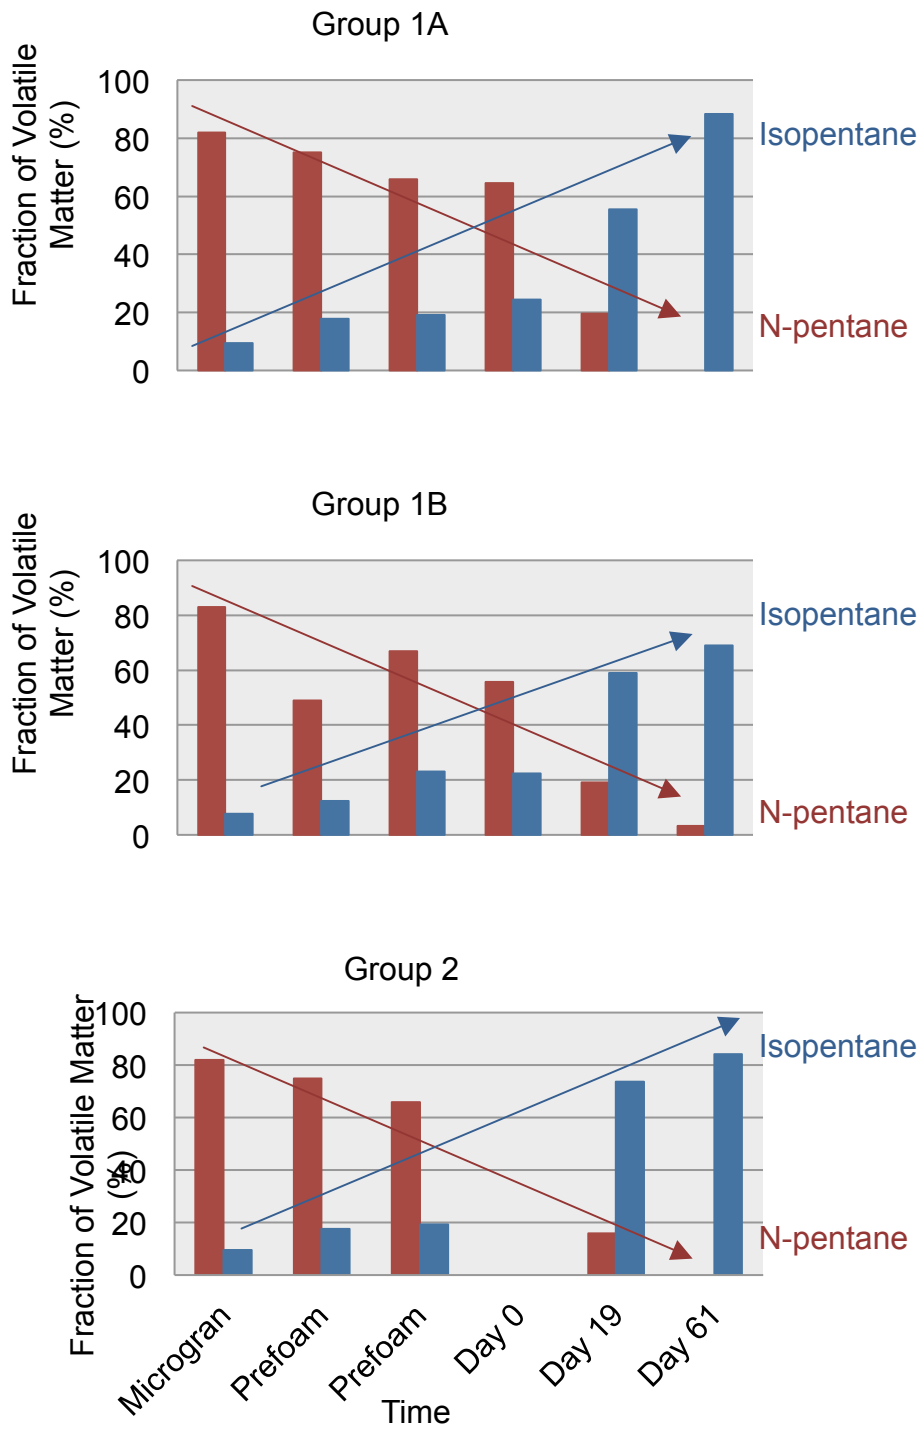 Group 1A
Fraction of Volatile
Matter (%)
100
80
60
40
20
0
Isopentane
N-pentane
Group 1B
Fraction of Volatile
Matter (%)
100
80
60
40
20
0
Isopentane
N-pentane
Group 2
Fraction of Volatile Matter
(%)
100
80
60
40
20
0
Isopentane
N-pentane
Microgran
Prefoam
Prefoam
Day 0
Day 19
Day 61
Time